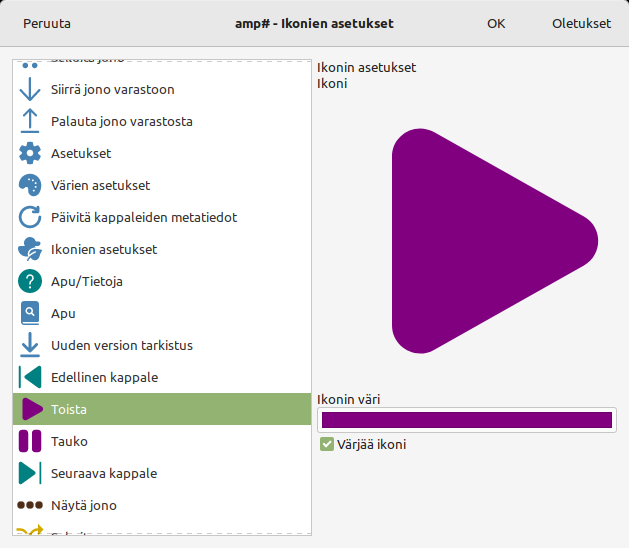 Peruuta
amp# - Ikonien asetukset
OK
Oletukset
Siirrä jono varastoon
Palauta jono varastosta
Asetukset
Värien asetukset
Päivitä kappaleiden metatiedot
Ikonien asetukset
Apu/Tietoja
Apu
Uuden version tarkistus
Edellinen kappale
Toista
Tauko
Seuraava kappale
Näytä jono
Ikonin asetukset
Ikoni
Ikonin väri
Värjää ikoni